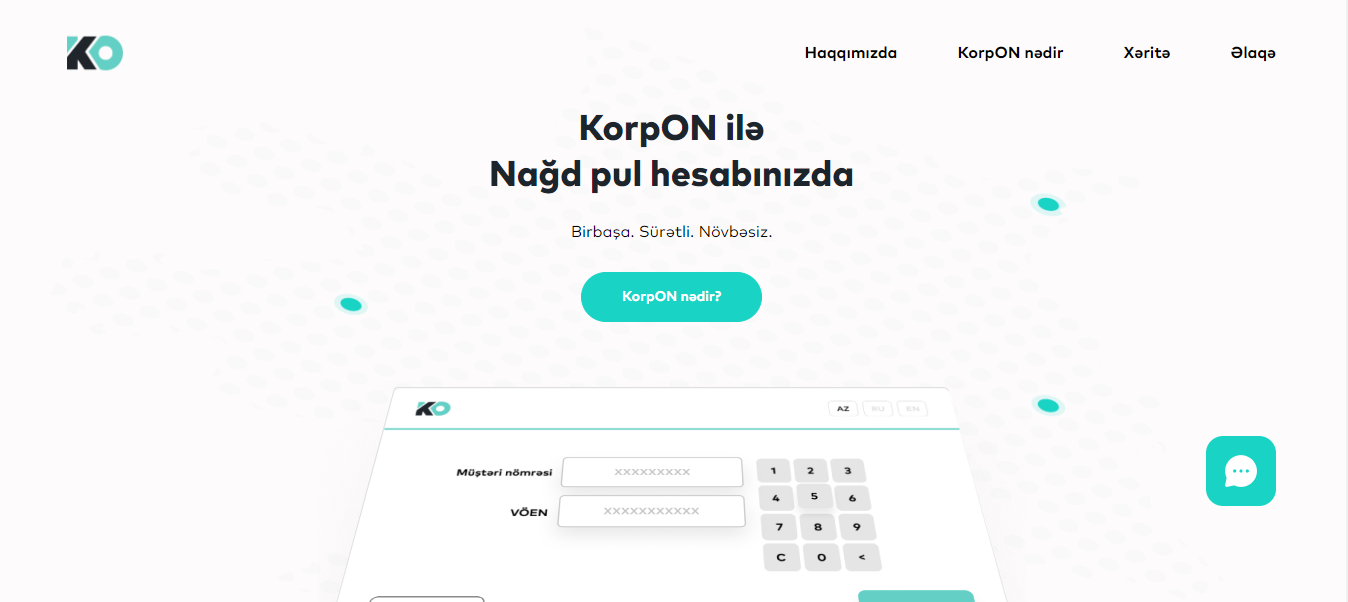 KO
Haqqımızda KorpON nədir Xəritə Əlaqə
KorpON ilə
Nağd pul hesabınızda
Birbaşa. Sürətli. Növbəsiz.
KorpON nədir?
KO
AZ RU EN
Müştəri nömrəsi XXXXXXXXX
VÖEN XXXXXXXXXXX
1 2 3
4 5 6
7 8 9
C 0 <